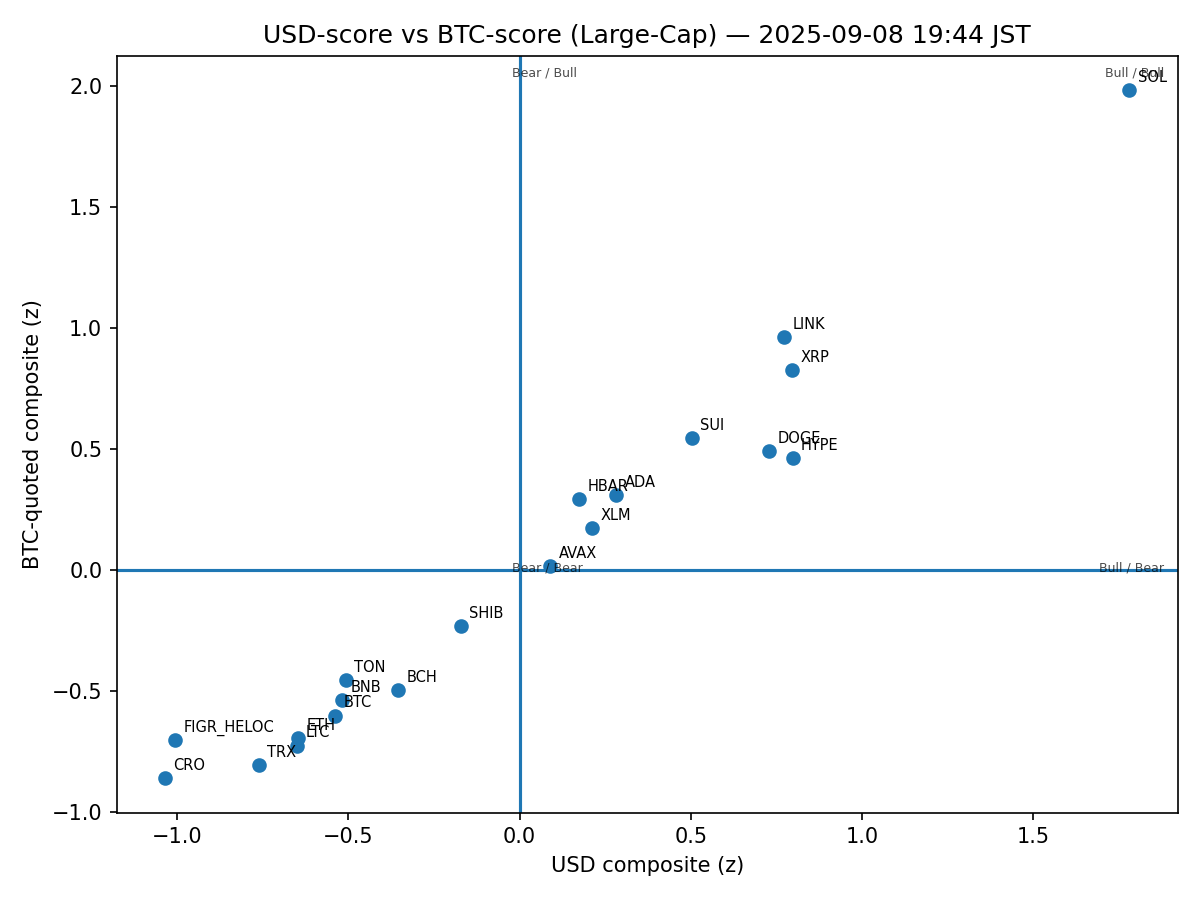 USD-score vs BTC-score (Large-Cap) — 2025-09-08 19:44 JST
Bear / Bull
Bull / Bull
SOL
2.0
1.5
1.0
0.5
0.0
−0.5
−1.0
BTC-quoted composite (z)
LINK
XRP
SUI
DOGE
HYPE
HBAR
ADA
XLM
AVAX
Bear / Bear
Bull / Bear
SHIB
TON
BCH
BNB
BTC
ETH
LTC
FIGR_HELOC
TRX
CRO
−1.0
−0.5
0.0
0.5
1.0
1.5
USD composite (z)